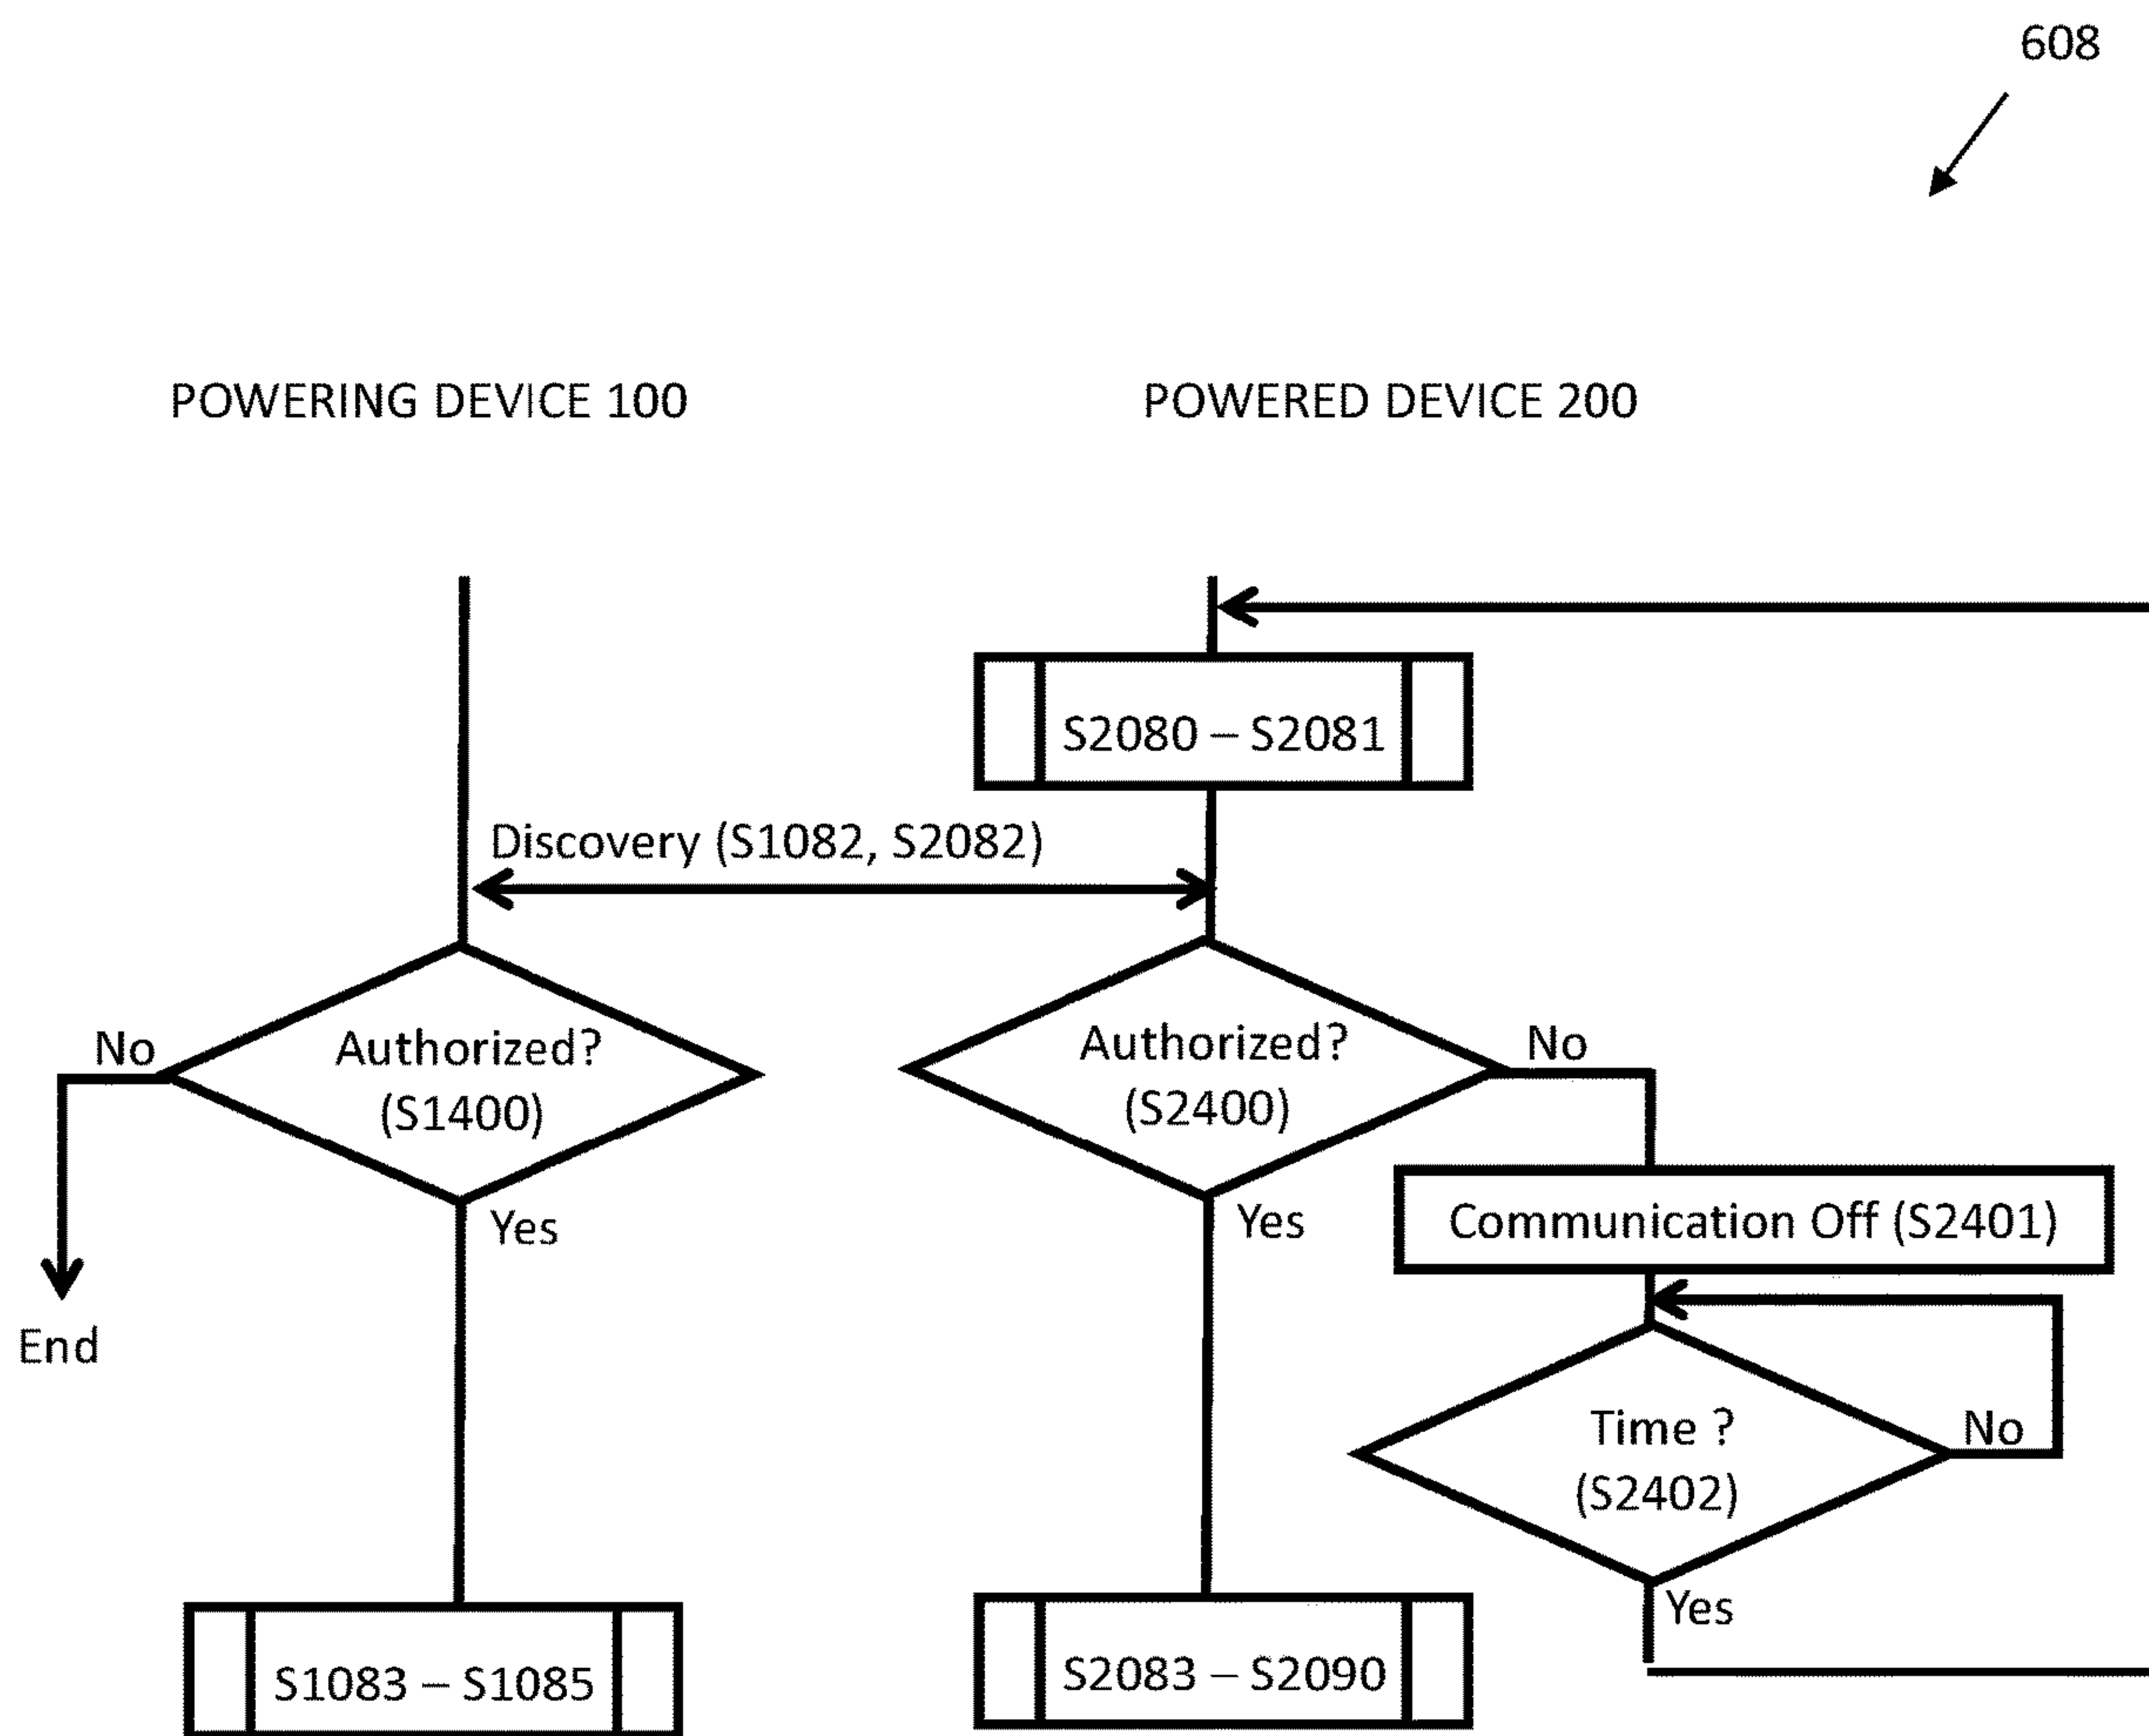 608
POWERING DEVICE 100
POWERED DEVICE 200
S2080 – S2081
Discovery (S1082, S2082)
No
Authorized?
(S1400)
Yes
End
Authorized?
(S2400)
No
Yes
Communication Off (S2401)
Time ?
(S2402)
No
Yes
S1083 – S1085
S2083 – S2090